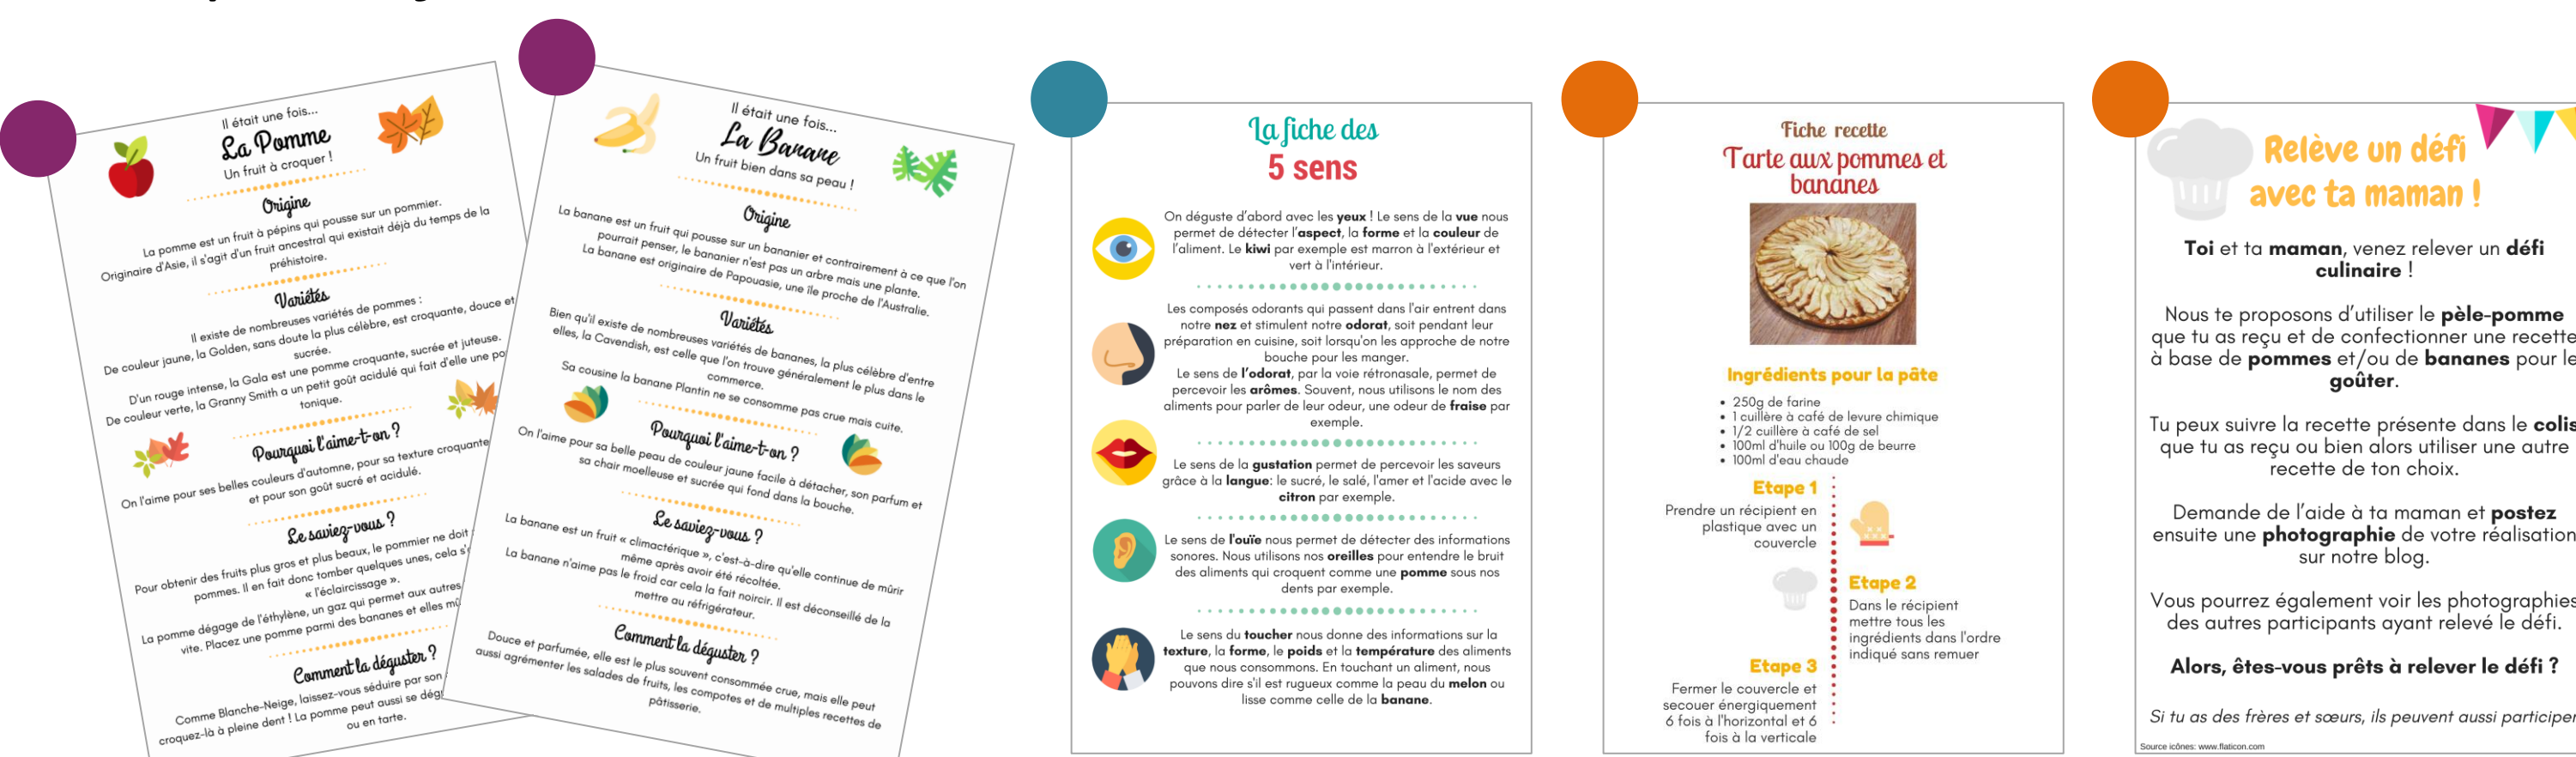 Il était une fois...
La Pomme
Un fruit à croquer !
Origine
La pomme est un fruit à pépins qui pousse sur un pommier.
Originaire d'Asie, il s'agit d'un fruit ancestral qui existait déjà du temps de la
préhistoire.
Variétés
Il existe de nombreuses variétés de pommes :
De couleur jaune, la Golden, sans doute la plus célèbre, est croquante, douce et
sucrée.
D'un rouge intense, la Gala est une pomme croquante, sucrée et juteuse.
De couleur verte, la Granny Smith a un petit goût acidulé qui fait d'elle une po
tonique.
Pourquoi l'aime-t-on ?
On l'aime pour ses belles couleurs d'automne, pour sa texture croquante
et pour son goût sucré et acidulé.
Le saviez-vous ?
Pour obtenir des fruits plus gros et plus beaux, le pommier ne doit
pommes. Il en fait donc tomber quelques unes, cela s'
« l'éclaircissage ».
La pomme dégage de l'éthylène, un gaz qui permet aux autres
vite. Placez une pomme parmi des bananes et elles mû
Comment la déguster ?
Comme Blanche-Neige, laissez-vous séduire par son
croquez-là à pleine dent ! La pomme peut aussi se dég
ou en tarte.
Il était une fois...
La Banane
Un fruit bien dans sa peau !
Origine
La banane est un fruit qui pousse sur un bananier et contrairement à ce que l'on
pourrait penser, le bananier n'est pas un arbre mais une plante.
La banane est originaire de Papouasie, une île proche de l'Australie.
Variétés
Bien qu'il existe de nombreuses variétés de bananes, la plus célèbre d'entre
elles, la Cavendish, est celle que l'on trouve généralement le plus dans le
commerce.
Sa cousine la banane Plantin ne se consomme pas crue mais cuite.
Pourquoi l'aime-t-on ?
On l'aime pour sa belle peau de couleur jaune facile à détacher, son parfum et
sa chair moelleuse et sucrée qui fond dans la bouche.
Le saviez-vous ?
La banane est un fruit « climactérique », c'est-à-dire qu'elle continue de mûrir
même après avoir été récoltée.
La banane n'aime pas le froid car cela la fait noircir. Il est déconseillé de la
mettre au réfrigérateur.
Comment la déguster ?
Douce et parfumée, elle est le plus souvent consommée crue, mais elle peut
aussi agrémenter les salades de fruits, les compotes et de multiples recettes de
pâtisserie.
La fiche des
5 sens
On déguste d'abord avec les yeux ! Le sens de la vue nous
permet de détecter l'aspect, la forme et la couleur de
l'aliment. Le kiwi par exemple est marron à l'extérieur et
vert à l'intérieur.
Les composés odorants qui passent dans l'air entrent dans
notre nez et stimulent notre odorat, soit pendant leur
préparation en cuisine, soit lorsqu'on les approche de notre
bouche pour les manger.
Le sens de l'odorat, par la voie rétronasale, permet de
percevoir les arômes. Souvent, nous utilisons le nom des
aliments pour parler de leur odeur, une odeur de fraise par
exemple.
Le sens de la gustation permet de percevoir les saveurs
grâce à la langue: le sucré, le salé, l'amer et l'acide avec le
citron par exemple.
Le sens de l'ouïe nous permet de détecter des informations
sonores. Nous utilisons nos oreilles pour entendre le bruit
des aliments qui croquent comme une pomme sous nos
dents par exemple.
Le sens du toucher nous donne des informations sur la
texture, la forme, le poids et la température des aliments
que nous consommons. En touchant un aliment, nous
pouvons dire s'il est rugueux comme la peau du melon ou
lisse comme celle de la banane.
Fiche recette
Tarte aux pommes et
bananes
Ingrédients pour la pâte
• 250g de farine
• 1 cuillère à café de levure chimique
• 1/2 cuillère à café de sel
• 100ml d'huile ou 100g de beurre
• 100ml d'eau chaude
Etape 1
Prendre un récipient en
plastique avec un
couvercle
Etape 2
Dans le récipient
mettre tous les
ingrédients dans l'ordre
indiqué sans remuer
Etape 3
Fermer le couvercle et
secouer énergiquement
6 fois à l'horizontal et 6
fois à la verticale
Relève un défi
avec ta maman !
Toi et ta maman, venez relever un défi
culinaire !
Nous te proposons d'utiliser le pèle-pomme
que tu as reçu et de confectionner une recette
à base de pommes et/ou de bananes pour le
goûter.
Tu peux suivre la recette présente dans le colis
que tu as reçu ou bien alors utiliser une autre
recette de ton choix.
Demande de l'aide à ta maman et postez
ensuite une photographie de votre réalisation
sur notre blog.
Vous pourrez également voir les photographies
des autres participants ayant relevé le défi.
Alors, êtes-vous prêts à relever le défi ?
Si tu as des frères et sœurs, ils peuvent aussi participer
Source icônes: www.flaticon.com